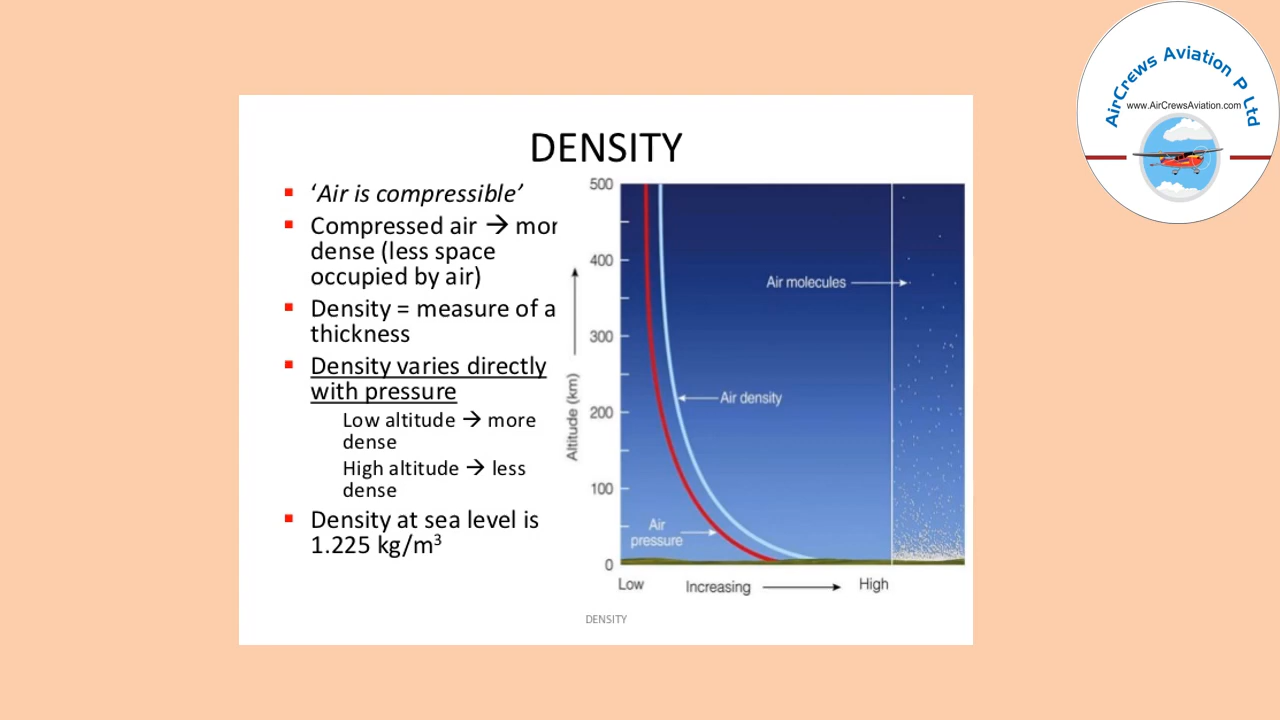 AirCrews Aviation P Ltd
www.AirCrewsAviation.com
DENSITY
▪ ‘Air is compressible’
▪ Compressed air → mor
dense (less space
occupied by air)
▪ Density = measure of a
thickness
▪ Density varies directly
with pressure
Low altitude → more
dense
High altitude → less
dense
▪ Density at sea level is
1.225 kg/m³
500
400
300
200
100
0
Altitude (km)
Air molecules
Air density
Air
pressure
Low Increasing → High
DENSITY